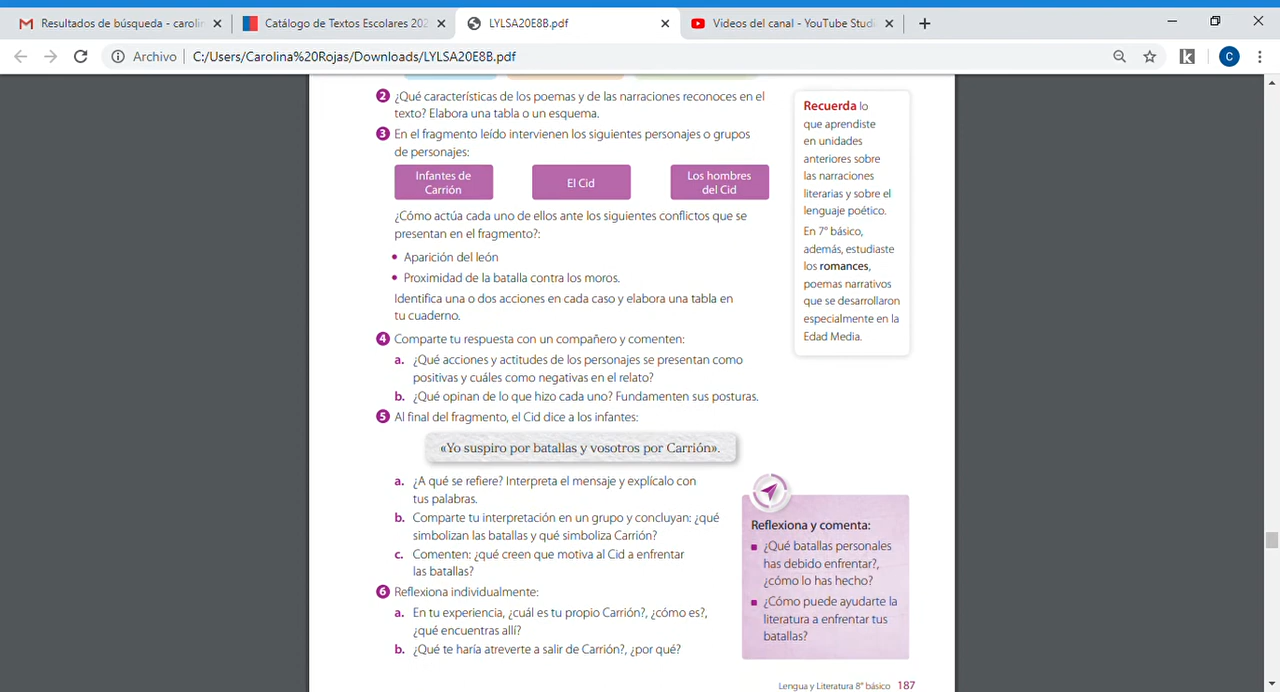 Resultados de búsqueda - carolin
Catálogo de Textos Escolares 202
LYLSA20E8B.pdf
Videos del canal - YouTube Stud
Archivo
C:/Users/Carolina%20Rojas/Downloads/LYLSA20E8B.pdf
C
2 ¿Qué características de los poemas y de las narraciones reconoces en el
texto? Elabora una tabla o un esquema.
3 En el fragmento leído intervienen los siguientes personajes o grupos
de personajes:
Infantes de
Carrión
El Cid
Los hombres
del Cid
¿Cómo actúa cada uno de ellos ante los siguientes conflictos que se
presentan en el fragmento?:
• Aparición del león
• Proximidad de la batalla contra los moros.
Identifica una o dos acciones en cada caso y elabora una tabla en
tu cuaderno.
4 Comparte tu respuesta con un compañero y comenten:
a. ¿Qué acciones y actitudes de los personajes se presentan como
positivas y cuáles como negativas en el relato?
b. ¿Qué opinan de lo que hizo cada uno? Fundamenten sus posturas.
5 Al final del fragmento, el Cid dice a los infantes:
«Yo suspiro por batallas y vosotros por Carrión».
a. ¿A qué se refiere? Interpreta el mensaje y explícalo con
tus palabras.
b. Comparte tu interpretación en un grupo y concluyan: ¿qué
simbolizan las batallas y qué simboliza Carrión?
c. Comenten: ¿qué creen que motiva al Cid a enfrentar
las batallas?
6 Reflexiona individualmente:
a. En tu experiencia, ¿cuál es tu propio Carrión?, ¿cómo es?,
¿qué encuentras allí?
b. ¿Qué te haría atreverte a salir de Carrión?, ¿por qué?
Recuerda lo
que aprendiste
en unidades
anteriores sobre
las narraciones
literarias y sobre el
lenguaje poético.
En 7° básico,
además, estudiaste
los romances,
poemas narrativos
que se desarrollaron
especialmente en la
Edad Media.
Reflexiona y comenta:
¿Qué batallas personales
has debido enfrentar?,
¿cómo lo has hecho?
¿Cómo puede ayudarte la
literatura a enfrentar tus
batallas?
Lengua y Literatura 8° básico 187